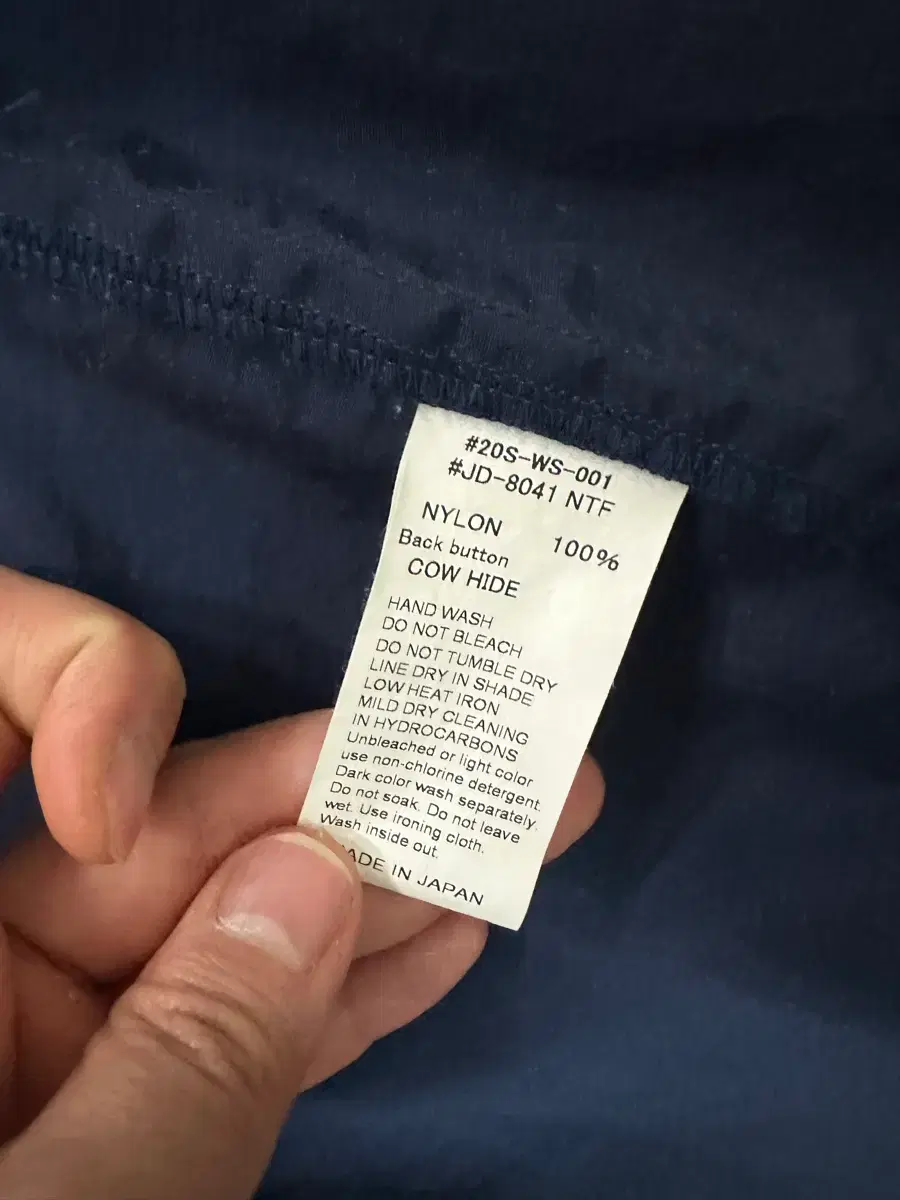 #20S-WS-001
#JD-8041 NTF
NYLON 100%
Back button
COW HIDE
HAND WASH
DO NOT BLEACH
DO NOT TUMBLE DRY
LINE DRY IN SHADE
LOW HEAT IRON
MILD DRY CLEANING
IN HYDROCARBONS
Unbleached or light color
use non-chlorine detergent.
Dark color wash separately.
Do not soak. Do not leave
wet. Use ironing cloth.
Wash inside out.
ADE IN JAPAN